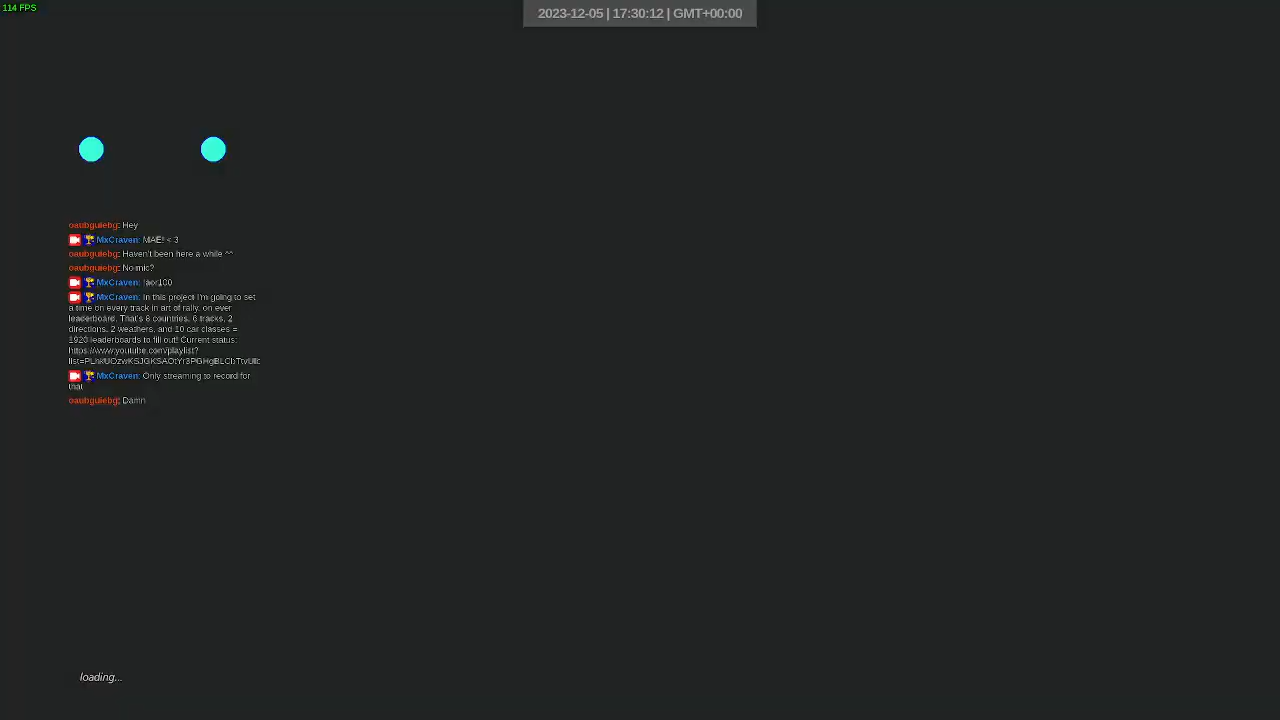 114 FPS
2023-12-05 | 17:30:12 | GMT+00:00
oaubguiebg: Hey
MxCraven: MAE! < 3
oaubguiebg: Haven't been here a while ^^
oaubguiebg: No mic?
MxCraven: !aor100
MxCraven: In this project I'm going to set
a time on every track in art of rally, on ever
leaderboard. That's 8 countries, 6 tracks, 2
directions, 2 weathers, and 10 car classes =
1920 leaderboards to fill out! Current status:
https://www.youtube.com/playlist?
MxCraven: Only streaming to record for
that
oaubguiebg: Damn
loading...